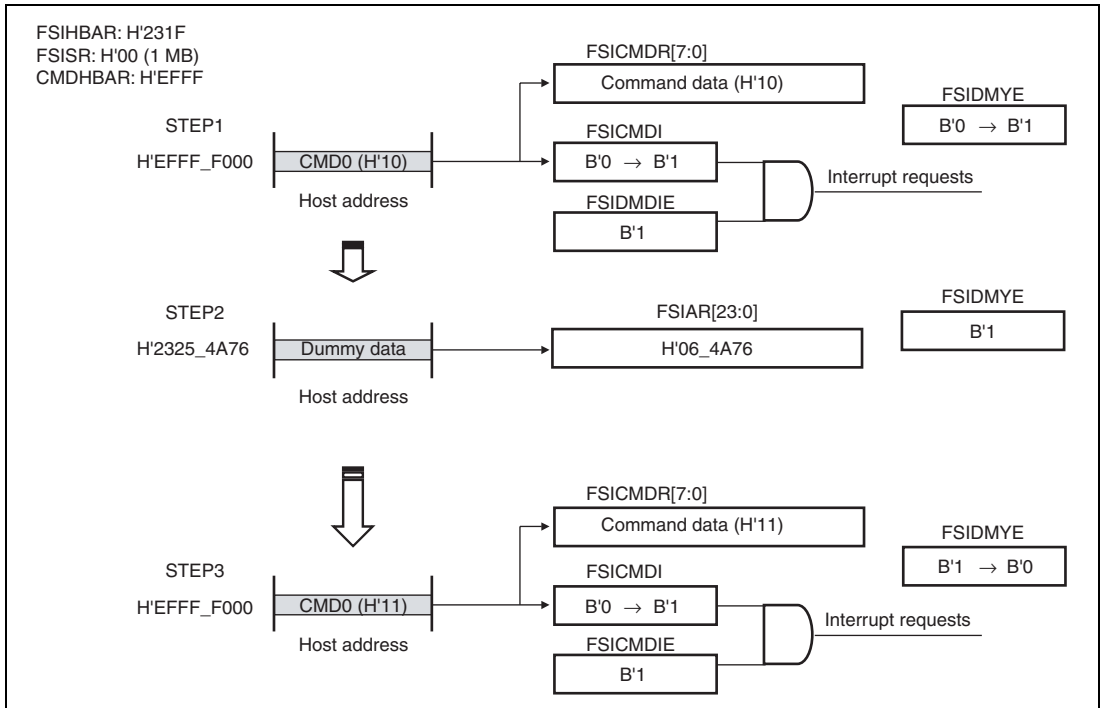 FSIHBAR: H'231F
FSISR: H'00 (1 MB)
CMDHBAR: H'EFFF
FSICMDR[7:0]
Command data (H'10)
FSIDMYE
B'0 → B'1
STEP1
H'EFFF_F000
CMD0 (H'10)
Host address
FSICMDI
B'0 → B'1
Interrupt requests
FSIDMDIE
B'1
STEP2
H'2325_4A76
Dummy data
Host address
FSIAR[23:0]
H'06_4A76
FSIDMYE
B'1
FSICMDR[7:0]
Command data (H'11)
FSIDMYE
B'1 → B'0
STEP3
H'EFFF_F000
CMD0 (H'11)
Host address
FSICMDI
B'0 → B'1
Interrupt requests
FSICMDIE
B'1